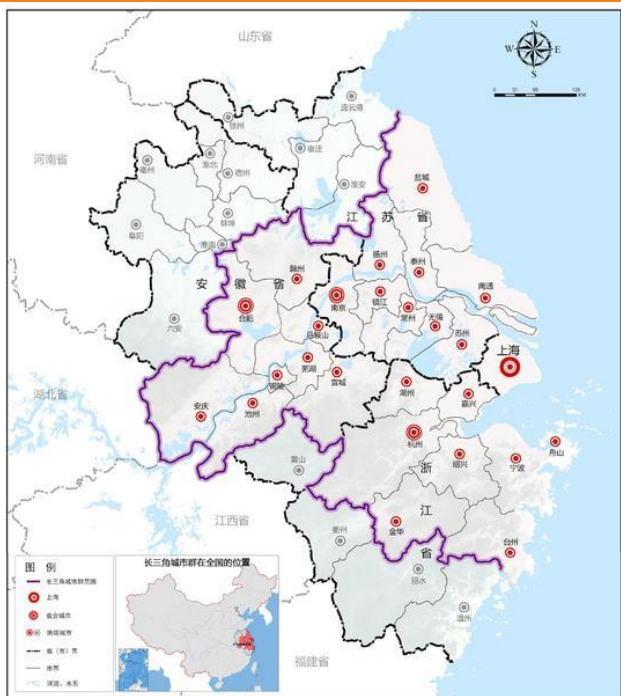 山东省
N
W
E
S
连云港
徐州
宿迁
淮北
宿州
亳州
河南省
淮安
盐城
蚌埠
江苏省
阜阳
淮南
扬州
泰州
滁州
安徽省
南京
镇江
南通
六安
合肥
常州
无锡
马鞍山
苏州
上海
芜湖
铜陵
宣城
湖州
嘉兴
湖北省
安庆
池州
杭州
舟山
绍兴
宁波
黄山
浙江省
江西省
金华
衢州
台州
丽水
温州
福建省
图例
长三角城市群范围
上海
省会城市
地级城市
省（市）界
市界
河流、水系
长三角城市群在全国的位置